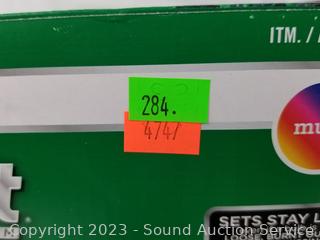 ITM. /
284.
4747
mu
t
SETS STAY L
Copyright 2023 - Sound Auction Service -